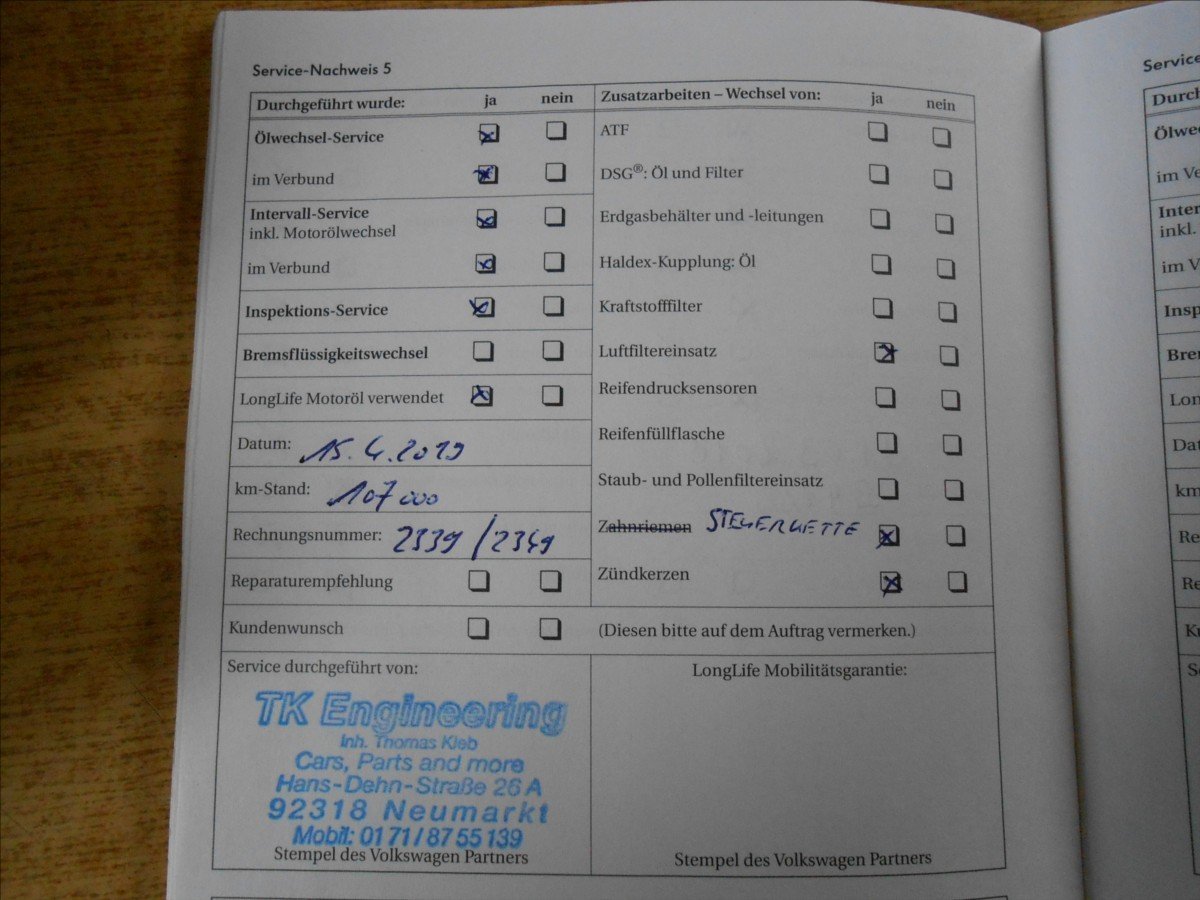 Service-Nachweis 5
Durchgeführt wurde: ja nein
Ölwechsel-Service
im Verbund
Intervall-Service
inkl. Motorölwechsel
im Verbund
Inspektions-Service
Bremsflüssigkeitswechsel
LongLife Motoröl verwendet
Datum: 15.4.2019
km-Stand: 107000
Rechnungsnummer: 2339/2349
Reparaturempfehlung
Kundenwunsch
Zusatzarbeiten – Wechsel von: ja nein
ATF
DSG®: Öl und Filter
Erdgasbehälter und -leitungen
Haldex-Kupplung: Öl
Kraftstofffilter
Luftfiltereinsatz
Reifendrucksensoren
Reifenfüllflasche
Staub- und Pollenfiltereinsatz
Zahnriemen STEUERKETTE
Zündkerzen
(Diesen bitte auf dem Auftrag vermerken.)
Service durchgeführt von:
TK Engineering
Inh. Thomas Kleb
Cars, Parts and more
Hans-Dehn-Straße 26 A
92318 Neumarkt
Mobil: 0171/8755139
Stempel des Volkswagen Partners
LongLife Mobilitätsgarantie:
Stempel des Volkswagen Partners
Service-
Ölwe
im Ve
inkl.
im V